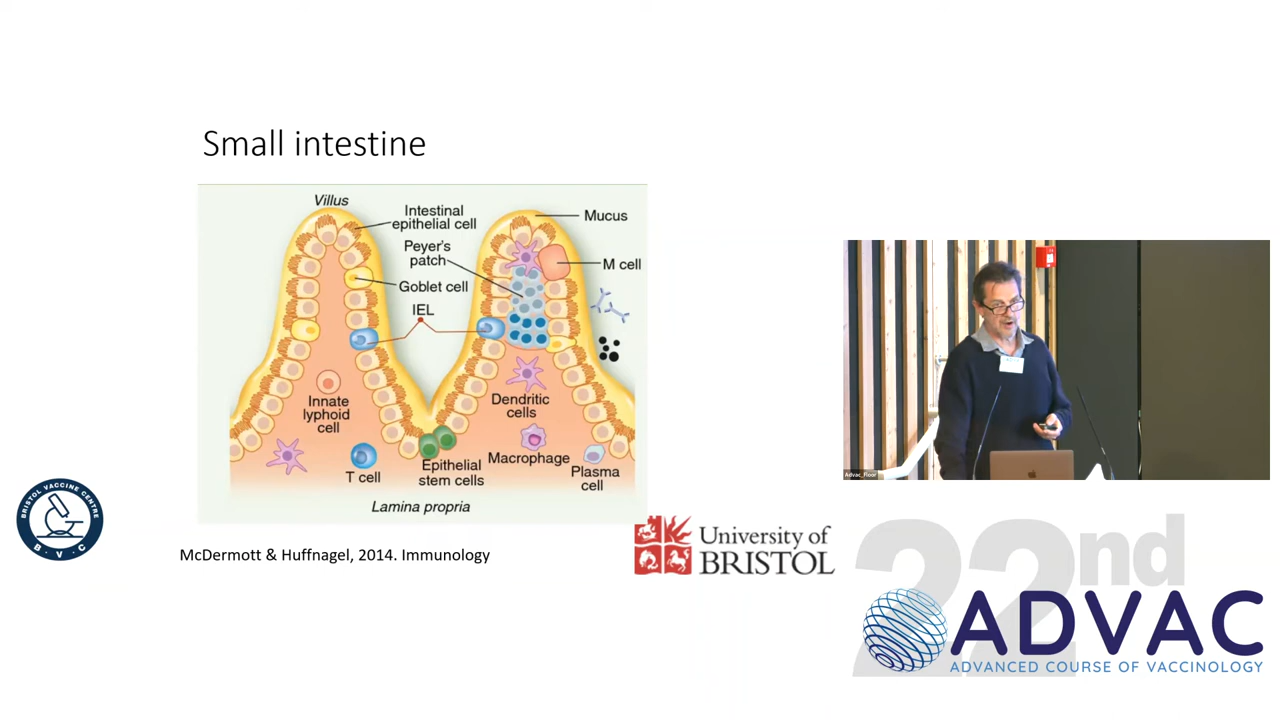 Small intestine
Villus
Intestinal
epithelial cell
Mucus
Peyer's
patch
M cell
Goblet cell
IEL
Innate
lyphoid
cell
Dendritic
cells
T cell
Epithelial
stem cells
Macrophage
Plasma
cell
Lamina propria
McDermott & Huffnagel, 2014. Immunology
BRISTOL VACCINE CENTRE
B · V · C
University of
BRISTOL
Advac_Floor
22nd
ADVAC
ADVANCED COURSE OF VACCINOLOGY